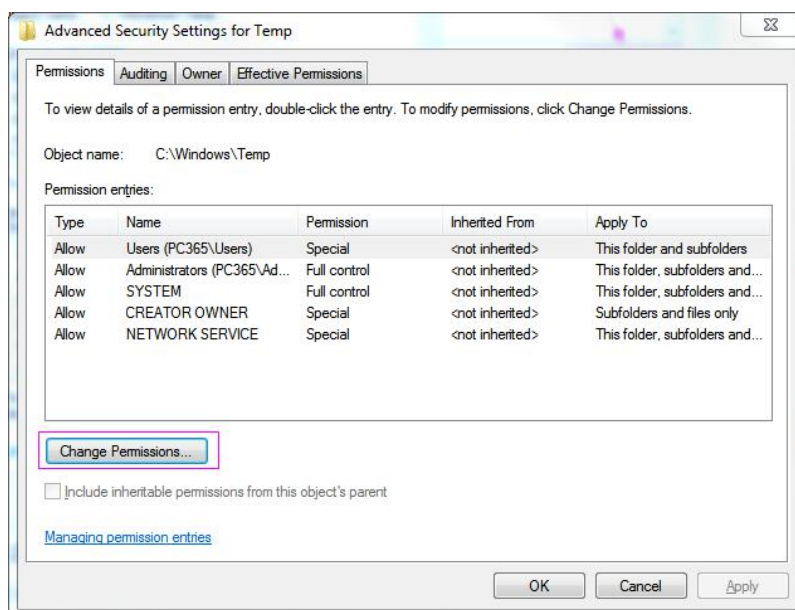 Advanced Security Settings for Temp
Permissions Auditing Owner Effective Permissions
To view details of a permission entry, double-click the entry. To modify permissions, click Change Permissions.
Object name: C:\Windows\Temp
Permission entries:
Type Name Permission Inherited From Apply To
Allow Users (PC365\Users) Special <not inherited> This folder and subfolders
Allow Administrators (PC365\Ad... Full control <not inherited> This folder, subfolders and...
Allow SYSTEM Full control <not inherited> This folder, subfolders and...
Allow CREATOR OWNER Special <not inherited> Subfolders and files only
Allow NETWORK SERVICE Special <not inherited> This folder, subfolders and...
Change Permissions...
Include inheritable permissions from this object's parent
Managing permission entries
OK Cancel Apply